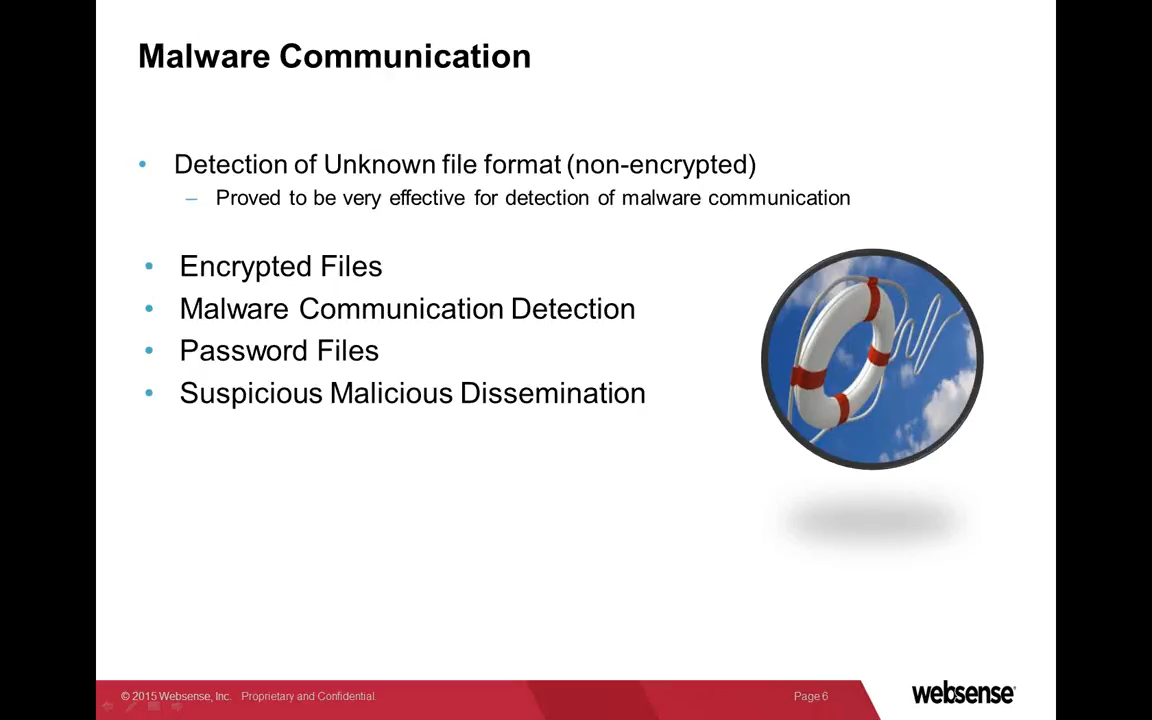 Malware Communication
• Detection of Unknown file format (non-encrypted)
– Proved to be very effective for detection of malware communication
• Encrypted Files
• Malware Communication Detection
• Password Files
• Suspicious Malicious Dissemination
© 2015 Websense, Inc. Proprietary and Confidential. Page 6
websense®